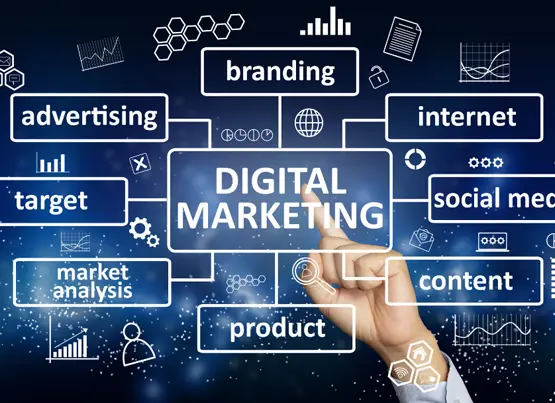 branding
advertising
internet
DIGITAL
MARKETING
target
social med
market
analysis
content
product